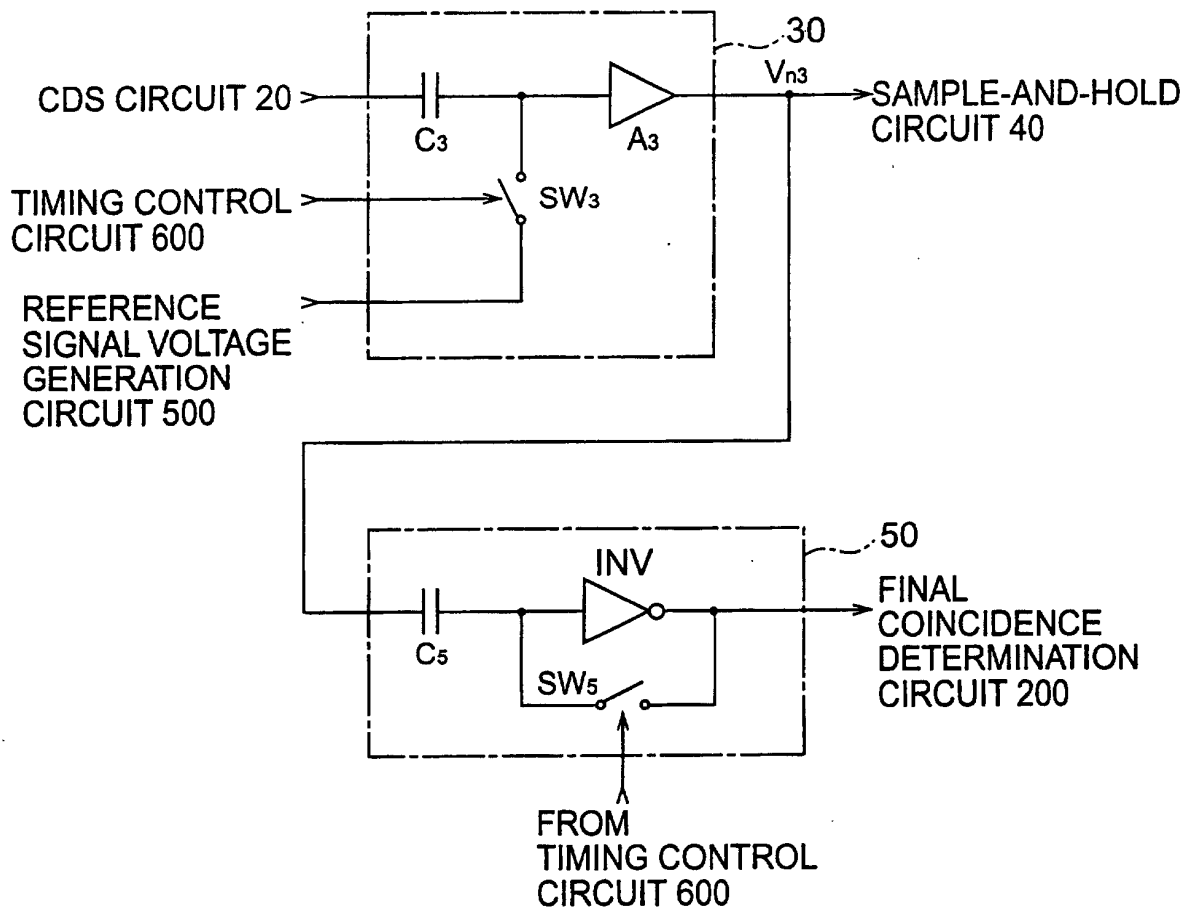 30
Vn3
CDS CIRCUIT 20
C3
A3
SAMPLE-AND-HOLD
CIRCUIT 40
TIMING CONTROL
CIRCUIT 600
SW3
REFERENCE
SIGNAL VOLTAGE
GENERATION
CIRCUIT 500
50
INV
C5
SW5
FINAL
COINCIDENCE
DETERMINATION
CIRCUIT 200
FROM
TIMING CONTROL
CIRCUIT 600